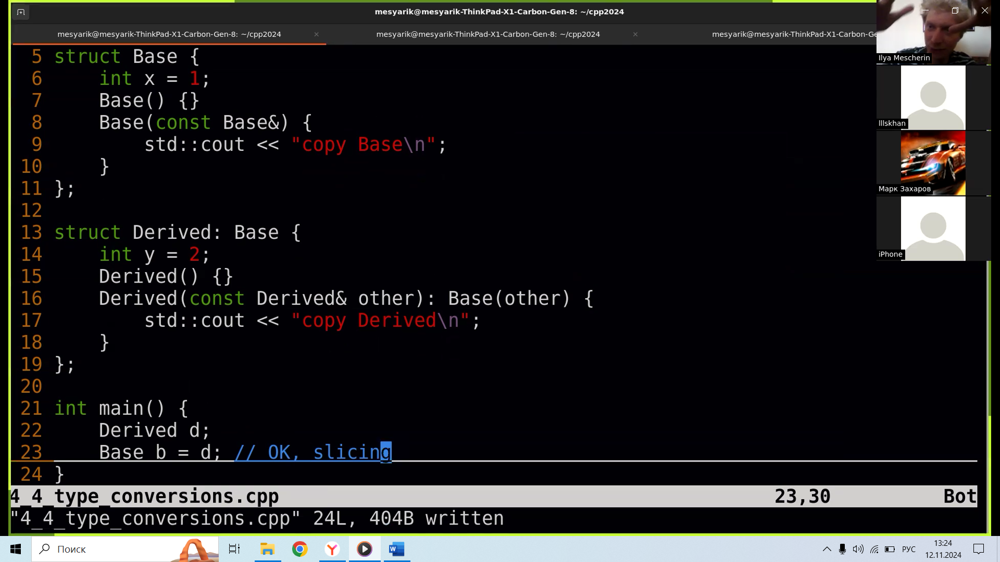 mesyarik@mesyarik-ThinkPad-X1-Carbon-Gen-8: ~/cpp2024
mesyarik@mesyarik-ThinkPad-X1-Carbon-Gen-8: ~/cpp2024
mesyarik@mesyarik-ThinkPad-X1-Carbon-Gen-8: ~/cpp2024
mesyarik@mesyarik-ThinkPad-X1-Carbon-Ge
5 struct Base {
6     int x = 1;
7     Base() {}
8     Base(const Base&) {
9         std::cout << "copy Base\n";
10     }
11 };
12
13 struct Derived: Base {
14     int y = 2;
15     Derived() {}
16     Derived(const Derived& other): Base(other) {
17         std::cout << "copy Derived\n";
18     }
19 };
20
21 int main() {
22     Derived d;
23     Base b = d; // OK, slicing
24 }
4_4_type_conversions.cpp 23,30 Bot
"4_4_type_conversions.cpp" 24L, 404B written
Ilya Mescherin
lllskhan
Марк Захаров
iPhone
Поиск
РУС
13:24
12.11.2024